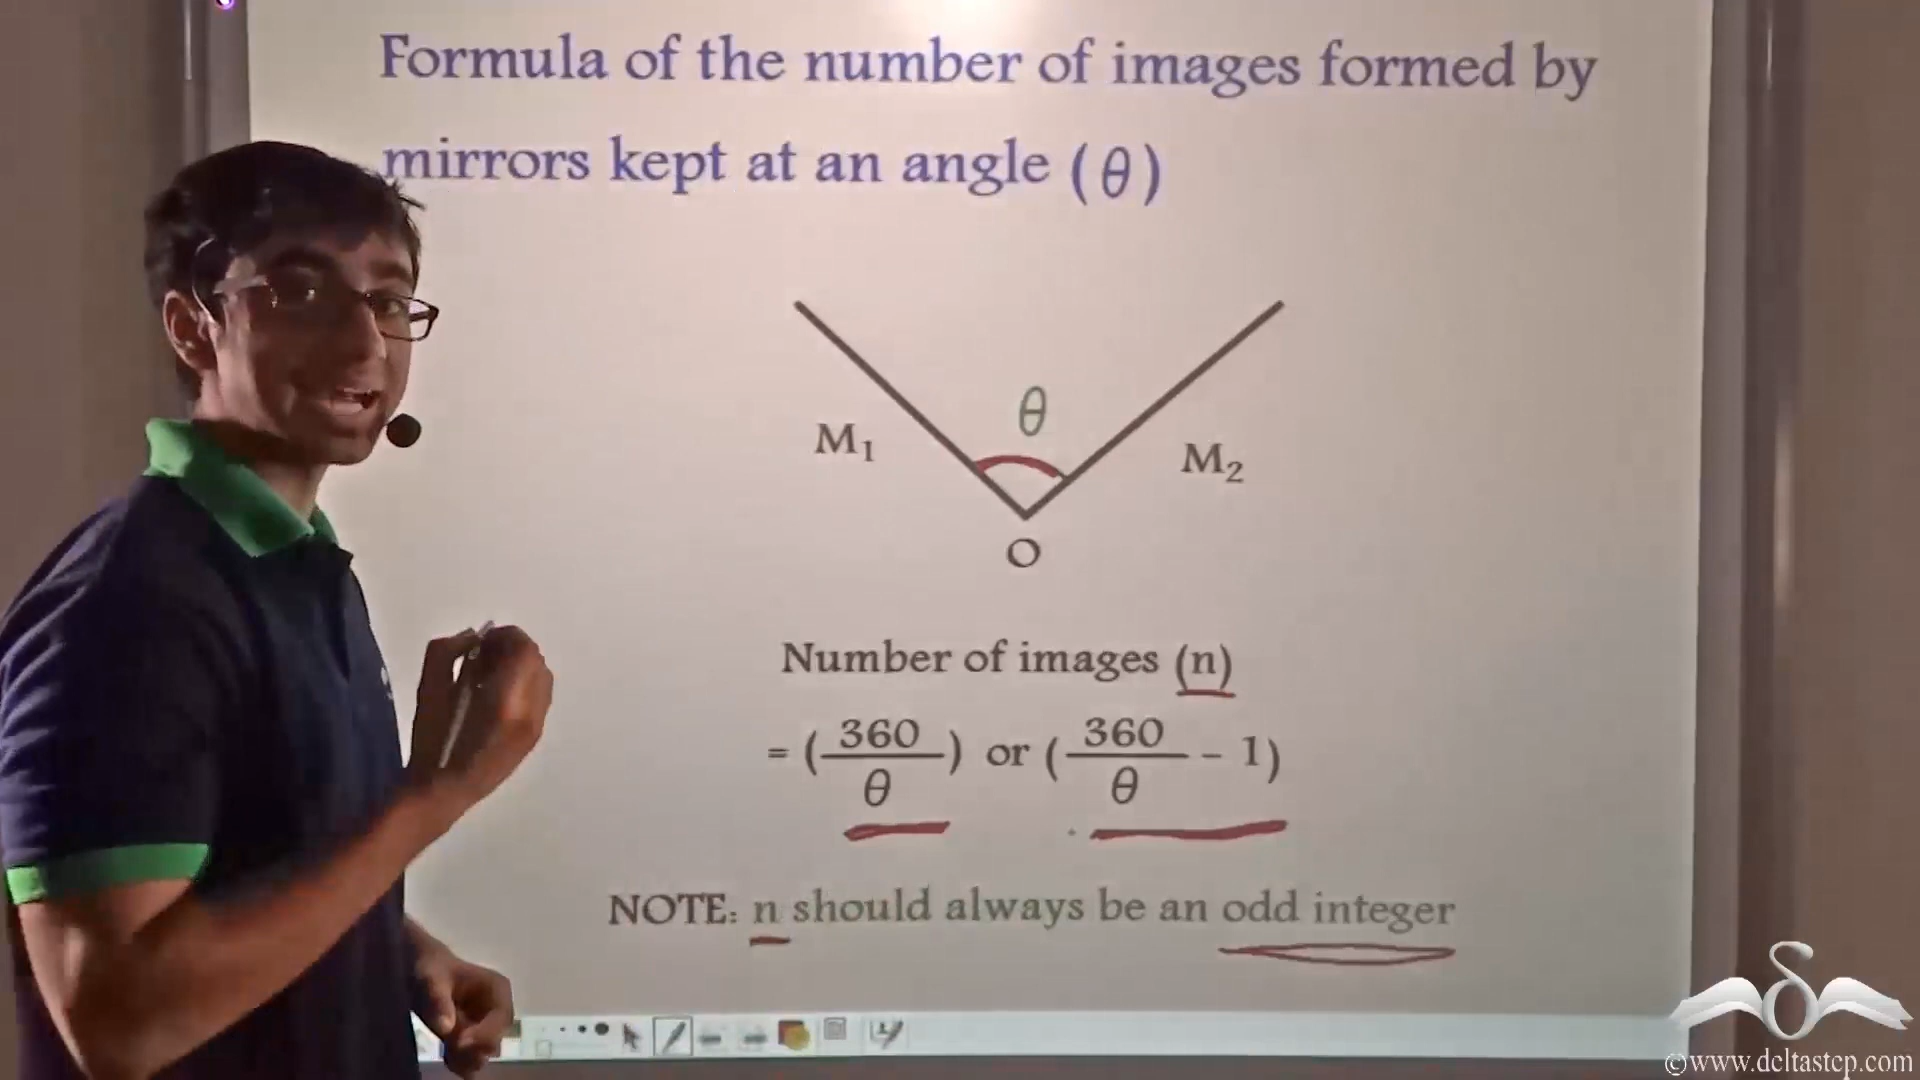 Formula of the number of images formed by
mirrors kept at an angle (θ)
θ
M₁
M₂
O
Number of images (n)
= (360/θ) or (360/θ - 1)
NOTE: n should always be an odd integer
©www.deltastep.com